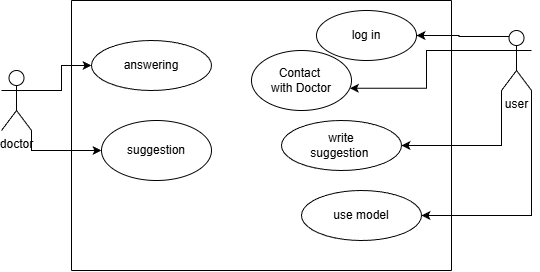 log in
answering
Contact
with Doctor
user
doctor
suggestion
write
suggestion
use model